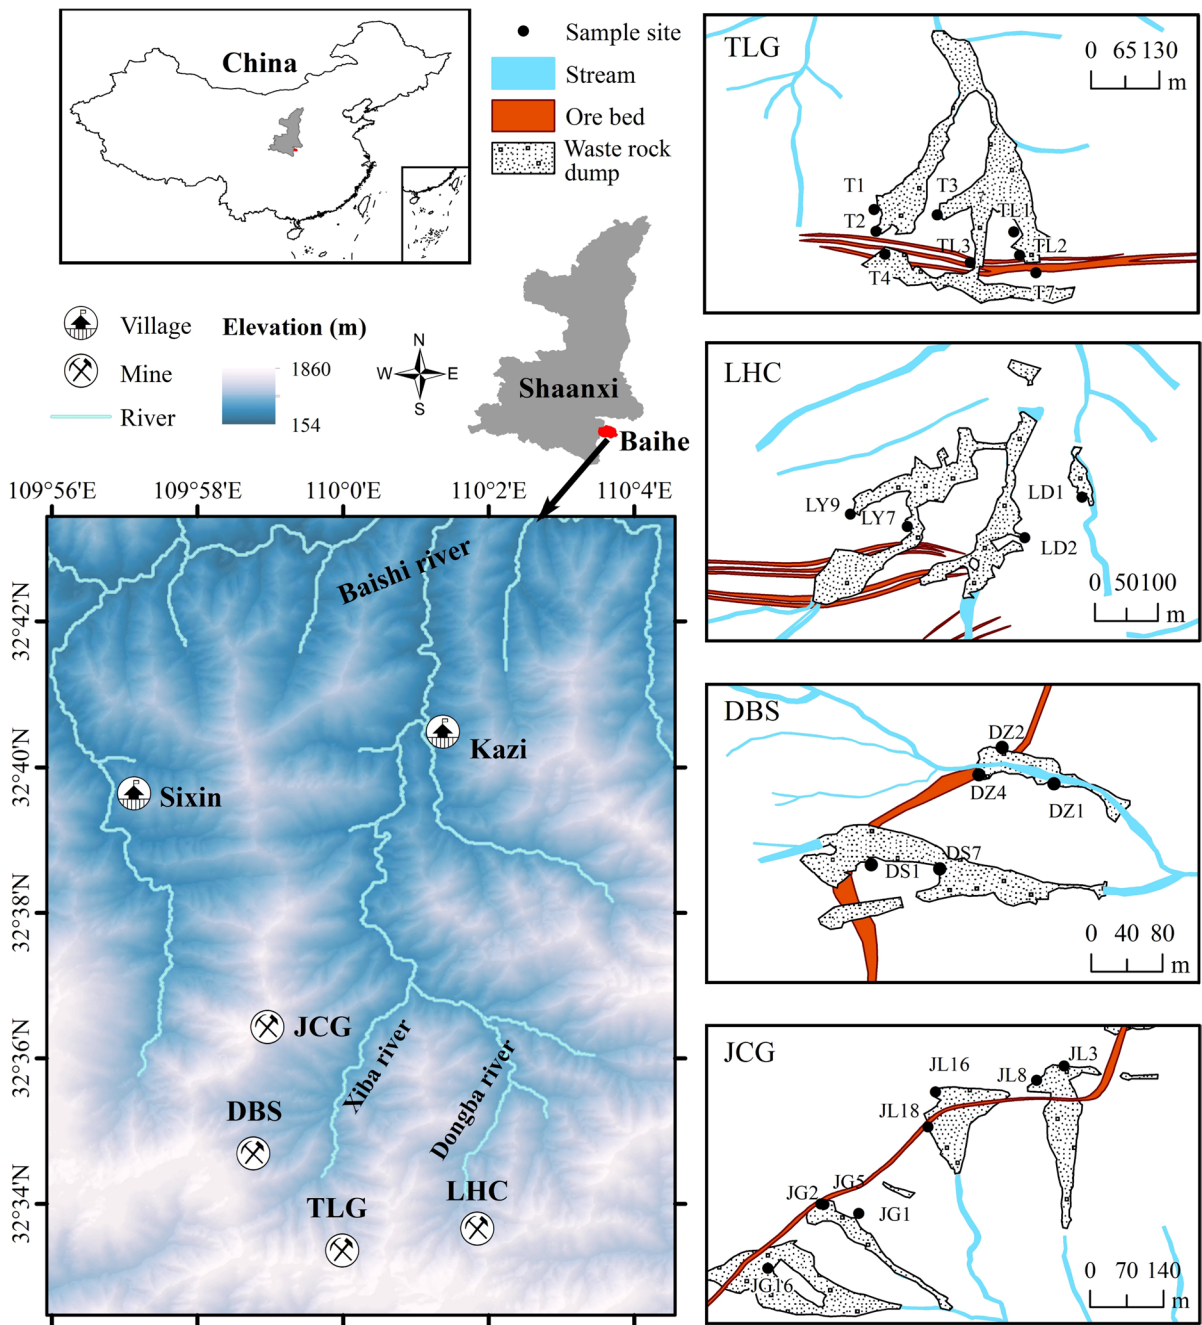 China
Sample site
Stream
Ore bed
Waste rock
dump
Village
Mine
River
Elevation (m)
1860
154
N
W
E
S
Shaanxi
Baihe
109°56'E
109°58'E
110°0'E
110°2'E
110°4'E
32°42'N
32°40'N
32°38'N
32°36'N
32°34'N
Baishi river
Kazi
Sixin
JCG
Xiba river
Dongba river
DBS
TLG
LHC
TLG
0 65 130
m
T1
T3
T2
TL1
TL3
TL2
T4
T7
LHC
LY9
LY7
LD1
LD2
0 50 100
m
DBS
DZ2
DZ4
DZ1
DS7
DS1
0 40 80
m
JCG
JL3
JL16
JL8
JL18
JG5
JG2
JG1
JG16
0 70 140
m